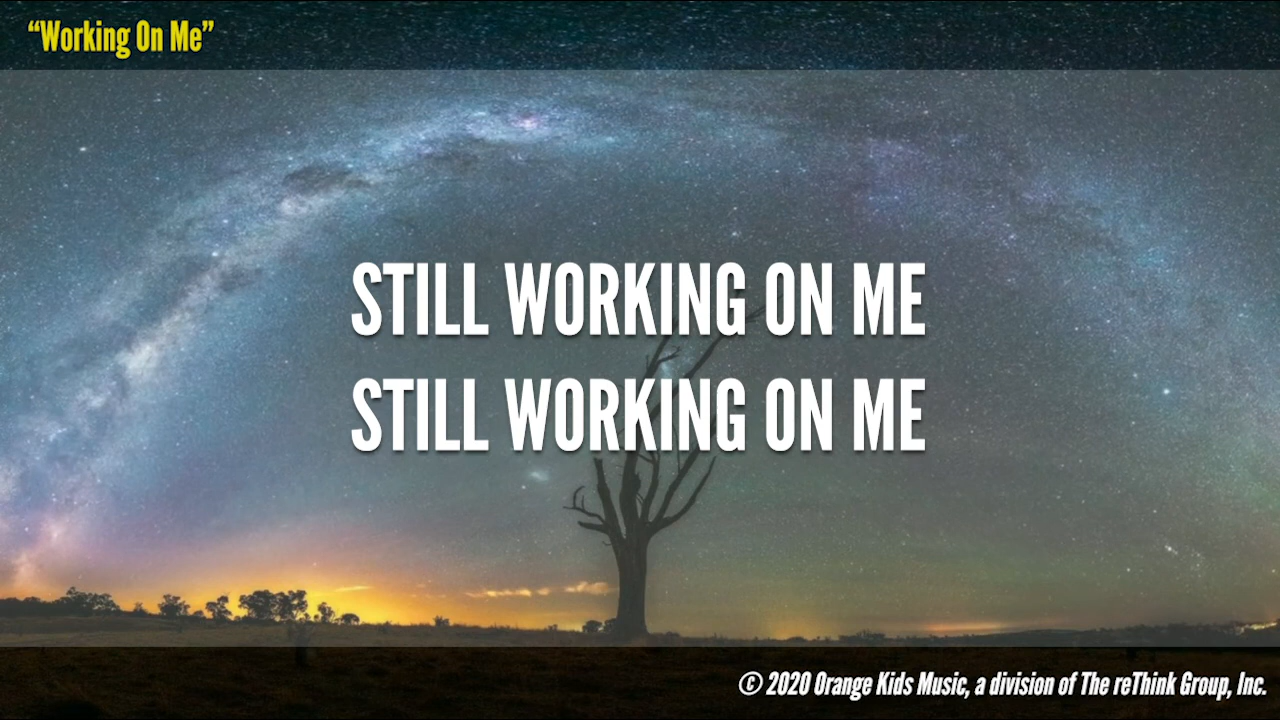 “Working On Me”
STILL WORKING ON ME
STILL WORKING ON ME
© 2020 Orange Kids Music, a division of The reThink Group, Inc.